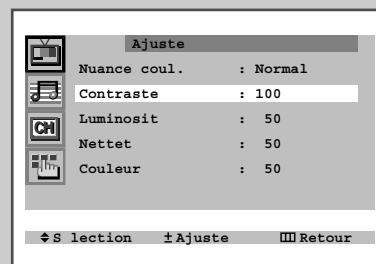 Ajuste
Nuance coul. : Normal
Contraste : 100
CH
Luminosit : 50
Nettet : 50
Couleur : 50
S lection ± Ajuste Retour